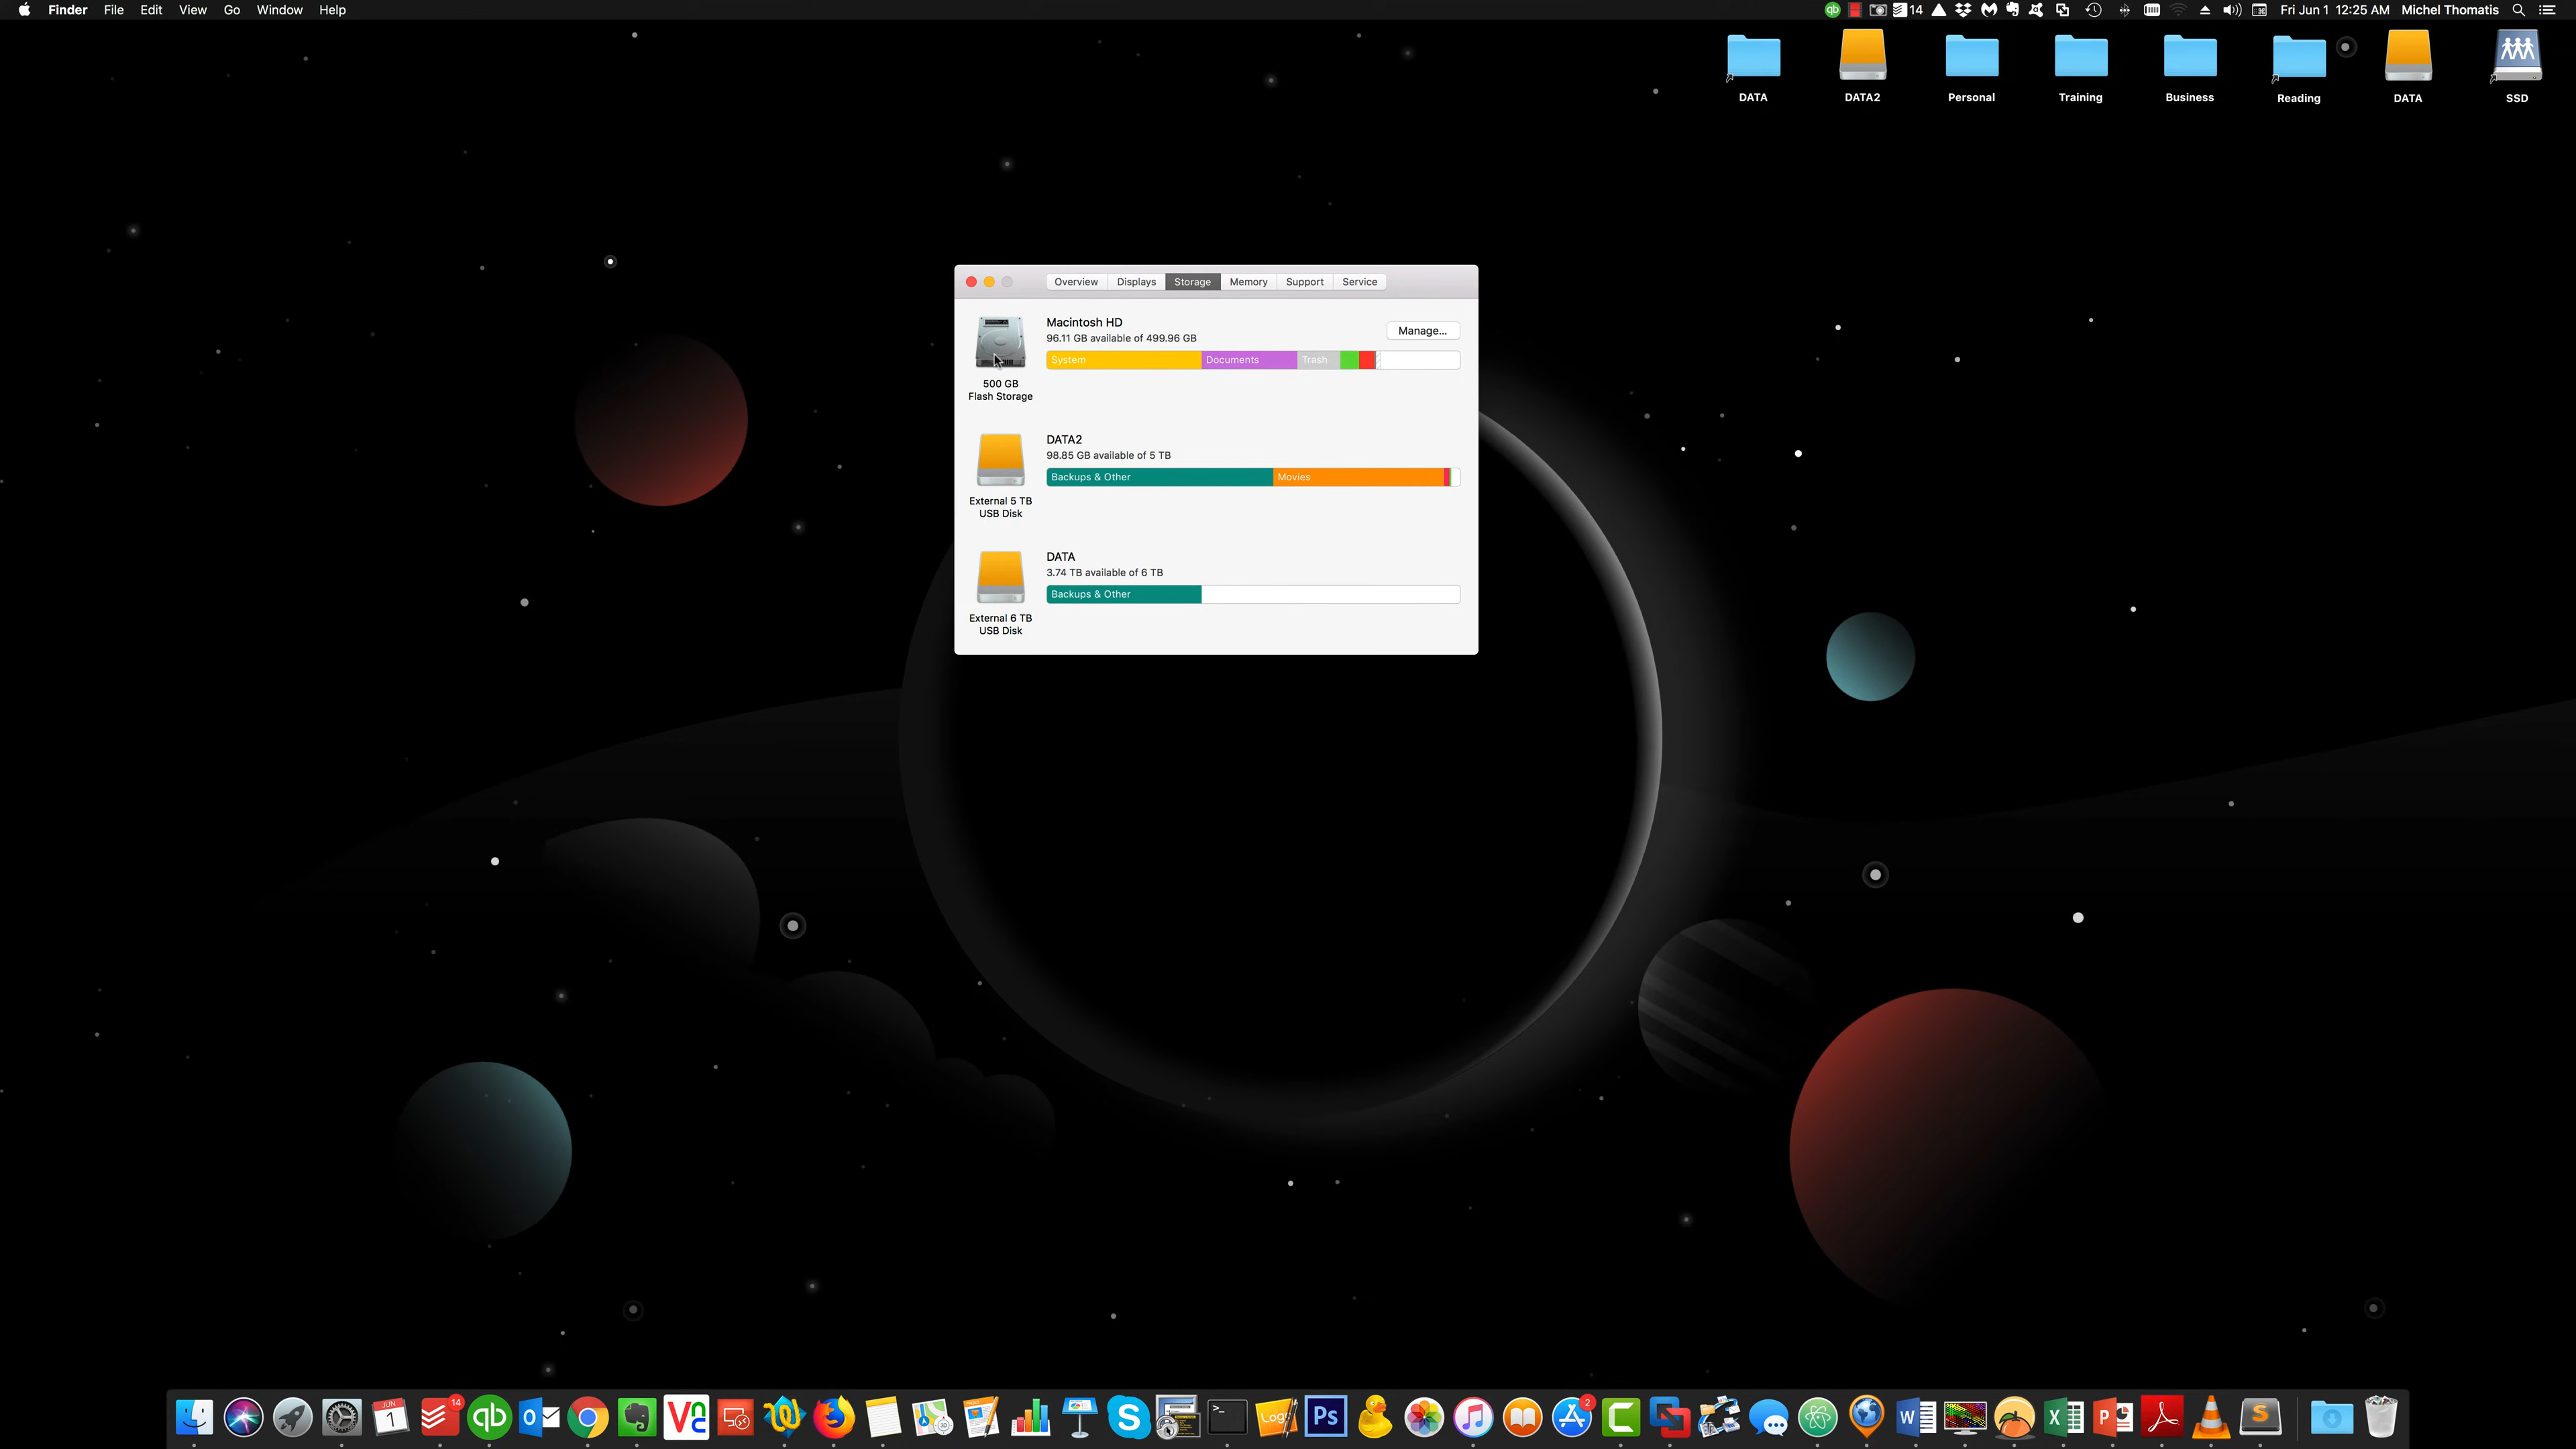 Finder File Edit View Go Window Help
14 Fri Jun 1 12:25 AM Michel Thomatis
DATA DATA2 Personal Training Business Reading DATA SSD
Overview Displays Storage Memory Support Service
Macintosh HD
96.11 GB available of 499.96 GB
Manage...
System Documents Trash
500 GB
Flash Storage
DATA2
98.85 GB available of 5 TB
Backups & Other Movies
External 5 TB
USB Disk
DATA
3.74 TB available of 6 TB
Backups & Other
External 6 TB
USB Disk
JUN
1
14
2